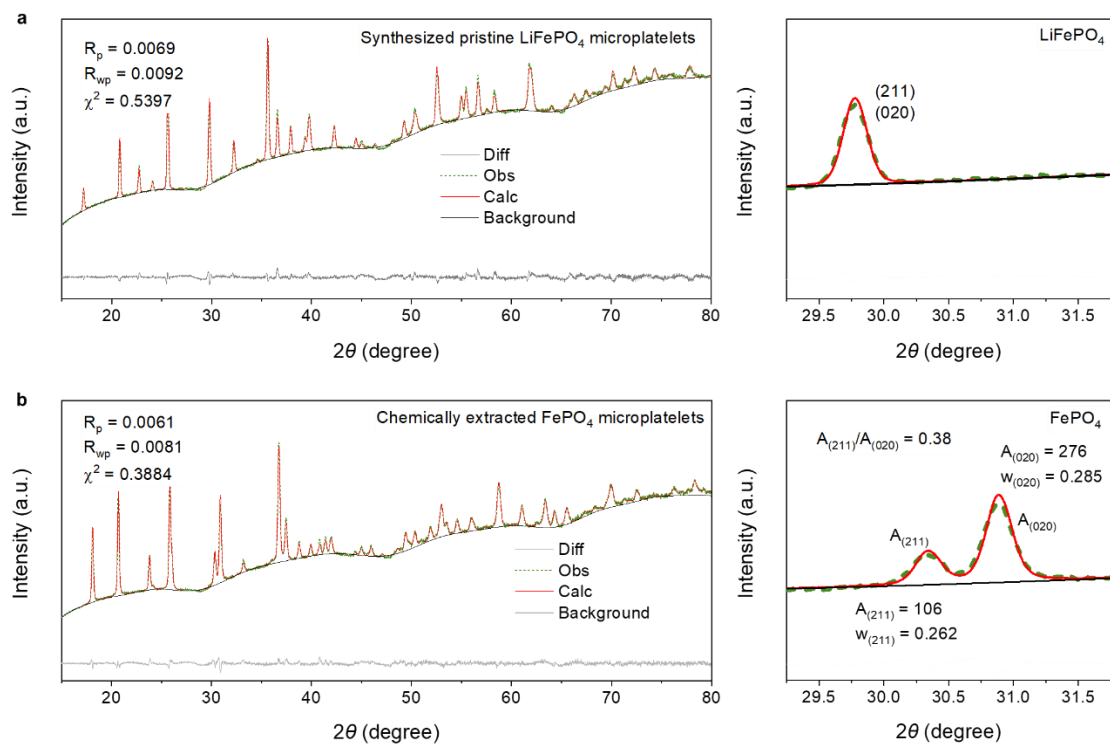 a
R_p = 0.0069
R_wp = 0.0092
χ² = 0.5397
Synthesized pristine LiFePO₄ microplatelets
Diff
Obs
Calc
Background
Intensity (a.u.)
20 30 40 50 60 70 80
2θ (degree)
LiFePO₄
(211)
(020)
Intensity (a.u.)
29.5 30.0 30.5 31.0 31.5
2θ (degree)
b
R_p = 0.0061
R_wp = 0.0081
χ² = 0.3884
Chemically extracted FePO₄ microplatelets
Diff
Obs
Calc
Background
Intensity (a.u.)
20 30 40 50 60 70 80
2θ (degree)
FePO₄
A₍₂₁₁₎/A₍₀₂₀₎ = 0.38
A₍₀₂₀₎ = 276
w₍₀₂₀₎ = 0.285
A₍₂₁₁₎
A₍₀₂₀₎
A₍₂₁₁₎ = 106
w₍₂₁₁₎ = 0.262
Intensity (a.u.)
29.5 30.0 30.5 31.0 31.5
2θ (degree)